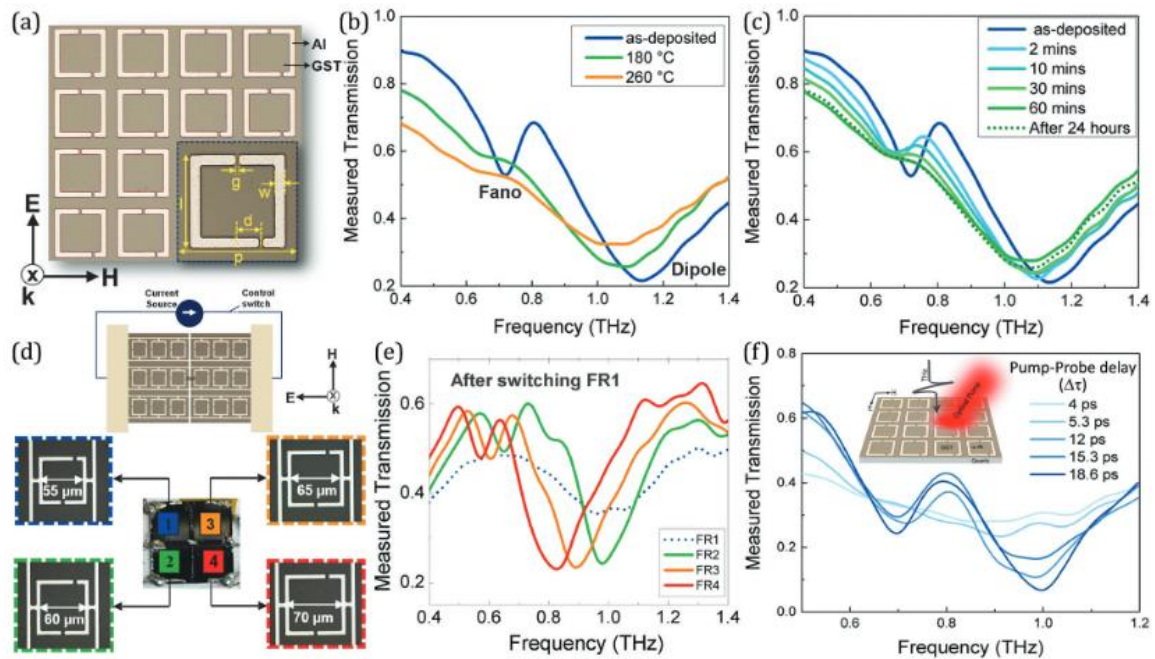 (a)
Al
GST
g
w
l
d
p
E
H
k
(b)
Measured Transmission
1.0
0.8
0.6
0.4
0.2
as-deposited
180 °C
260 °C
Fano
Dipole
0.4 0.6 0.8 1.0 1.2 1.4
Frequency (THz)
(c)
Measured Transmission
1.0
0.8
0.6
0.4
0.2
as-deposited
2 mins
10 mins
30 mins
60 mins
After 24 hours
0.4 0.6 0.8 1.0 1.2 1.4
Frequency (THz)
(d)
Current
Source
Control
switch
H
E
k
55 μm
65 μm
1
3
2
4
60 μm
70 μm
(e)
Measured Transmission
After switching FR1
0.6
0.4
0.2
FR1
FR2
FR3
FR4
0.4 0.6 0.8 1.0 1.2 1.4
Frequency (THz)
(f)
Measured Transmission
0.8
0.6
0.4
0.2
0.0
Optical Pump
Pump-Probe delay
(Δτ)
4 ps
5.3 ps
12 ps
15.3 ps
18.6 ps
0.6 0.8 1.0 1.2
Frequency (THz)